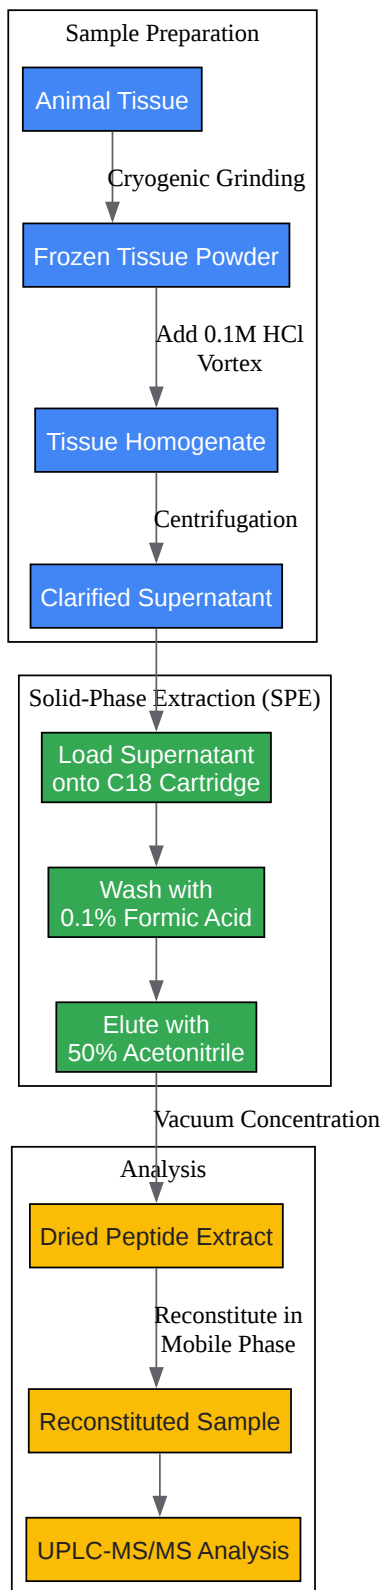 Sample Preparation
Animal Tissue
Cryogenic Grinding
Frozen Tissue Powder
Add 0.1M HCl
Vortex
Tissue Homogenate
Centrifugation
Clarified Supernatant
Solid-Phase Extraction (SPE)
Load Supernatant
onto C18 Cartridge
Wash with
0.1% Formic Acid
Elute with
50% Acetonitrile
Vacuum Concentration
Analysis
Dried Peptide Extract
Reconstitute in
Mobile Phase
Reconstituted Sample
UPLC-MS/MS Analysis